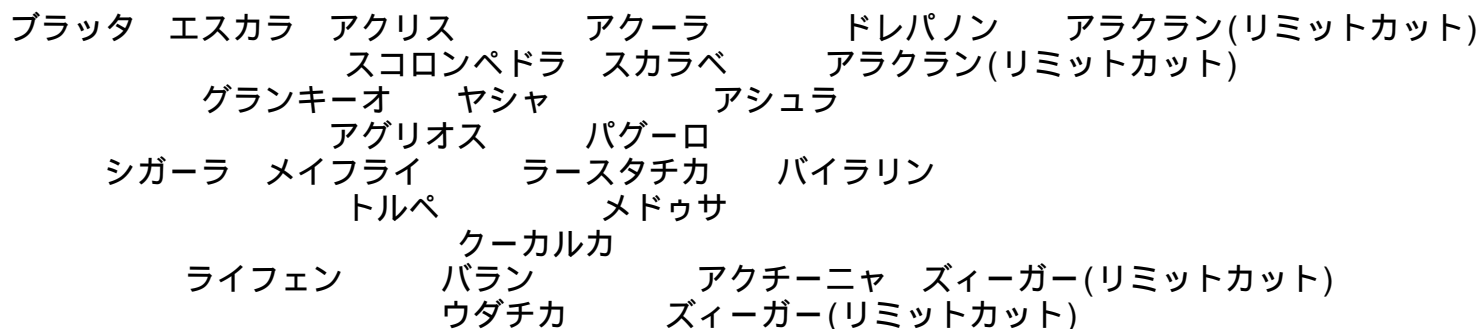 ブラッタ　エスカラ　アクリス　　　　アクーラ　　　　ドレパノン　　アラクラン(リミットカット)
スコロンペドラ　スカラベ　　　アラクラン(リミットカット)
グランキーオ　　ヤシャ　　　　　アシュラ
アグリオス　　　パグーロ
シガーラ　メイフライ　　　ラースタチカ　　バイラリン
トルペ　　　　　メドゥサ
クーカルカ
ライフェン　　　バラン　　　　　アクチーニャ　ズィーガー(リミットカット)
ウダチカ　　　ズィーガー(リミットカット)